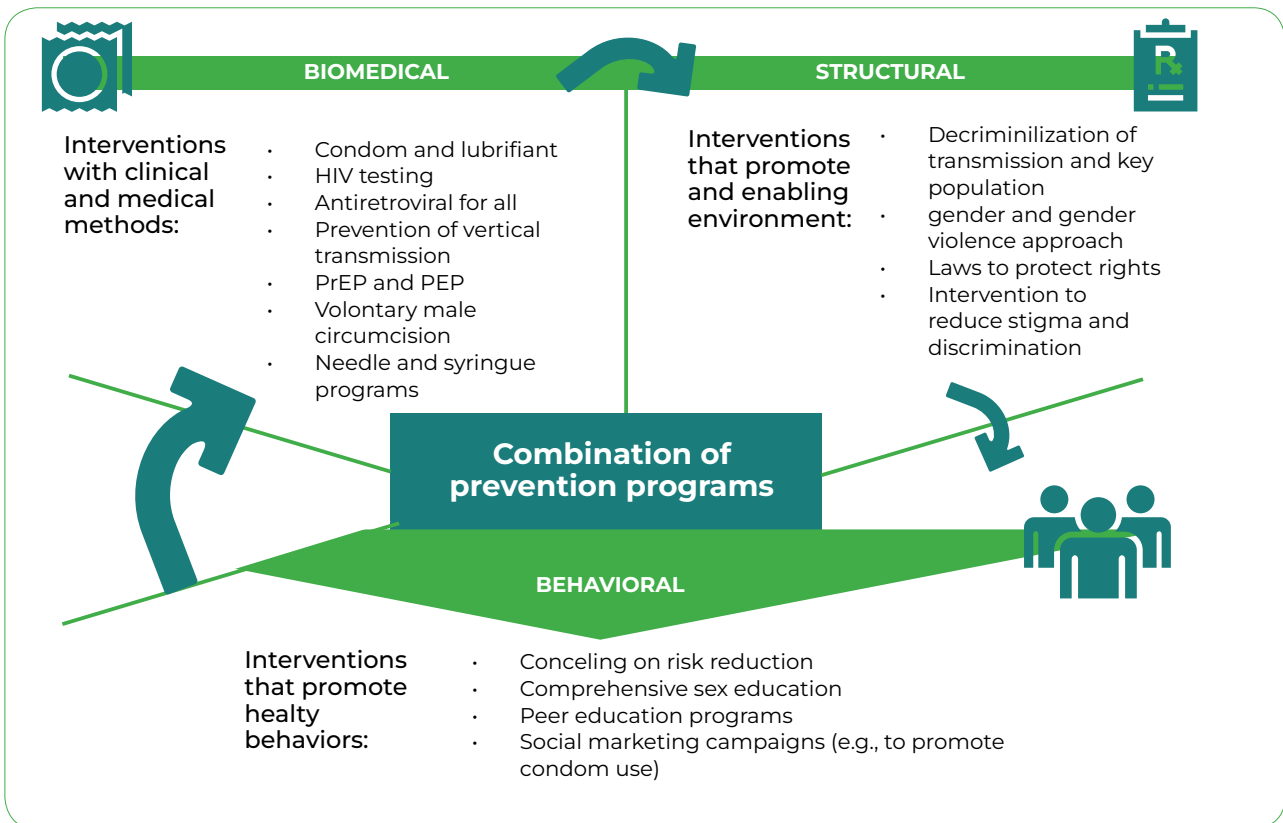 BIOMEDICAL
Interventions
with clinical
and medical
methods:
• Condom and lubrifiant
• HIV testing
• Antiretroviral for all
• Prevention of vertical
transmission
• PrEP and PEP
• Volontary male
circumcision
• Needle and syringue
programs
STRUCTURAL
Rx
Interventions
that promote
and enabling
environment:
• Decriminilization of
transmission and key
population
• gender and gender
violence approach
• Laws to protect rights
• Intervention to
reduce stigma and
discrimination
Combination of
prevention programs
BEHAVIORAL
Interventions
that promote
healty
behaviors:
• Conceling on risk reduction
• Comprehensive sex education
• Peer education programs
• Social marketing campaigns (e.g., to promote
condom use)